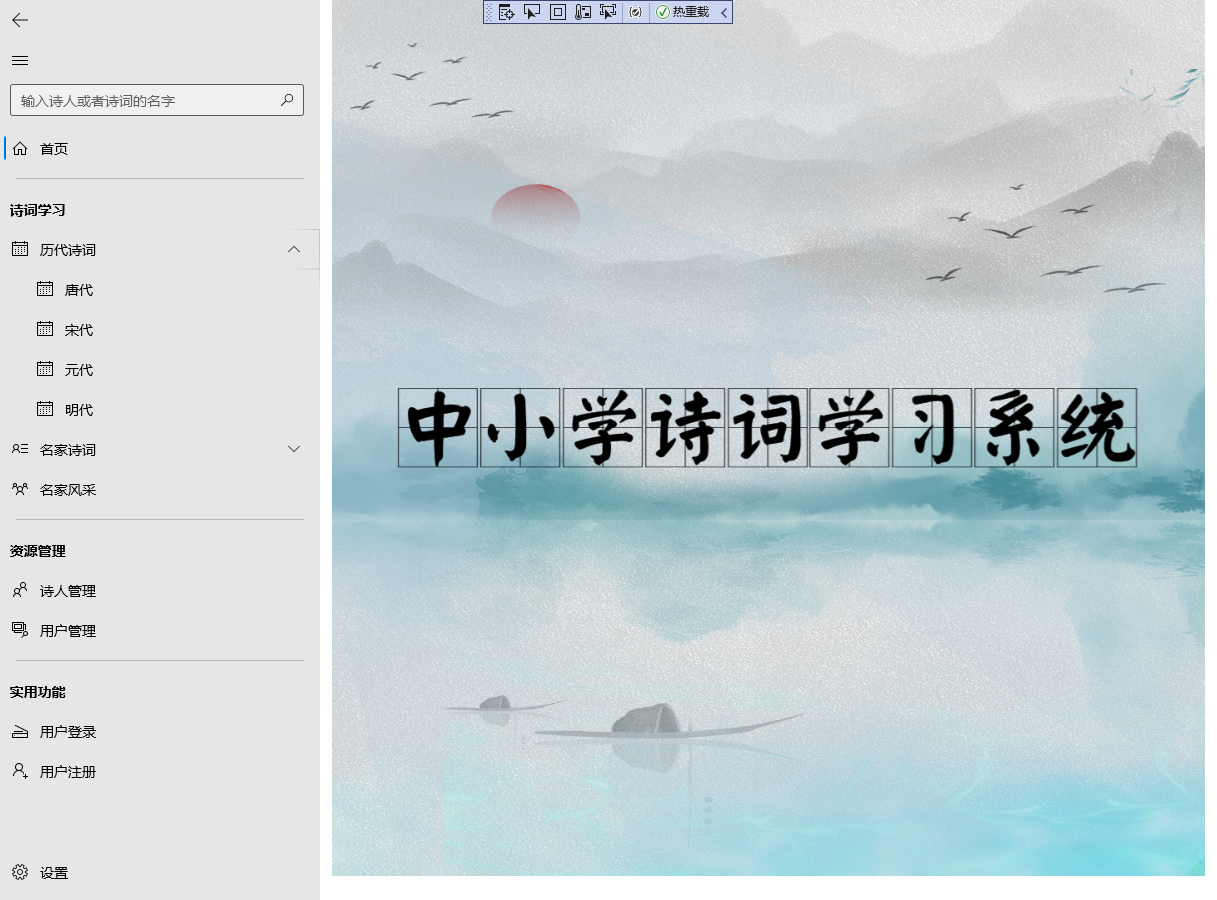 热重载
输入诗人或者诗词的名字
首页
诗词学习
历代诗词
唐代
宋代
元代
明代
名家诗词
名家风采
资源管理
诗人管理
用户管理
实用功能
用户登录
用户注册
设置
中小学诗词学习系统